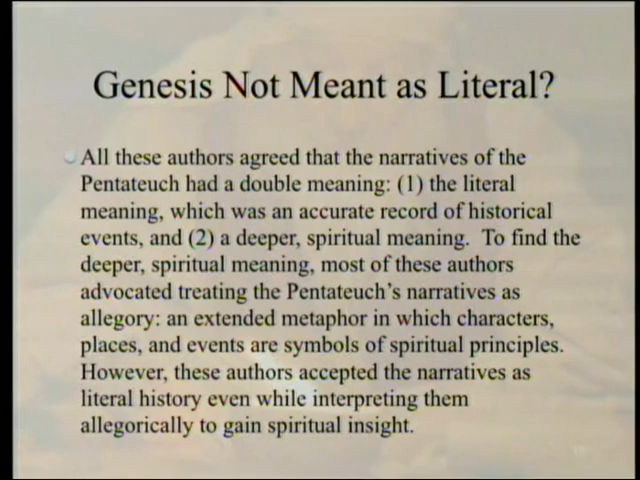 Genesis Not Meant as Literal?
All these authors agreed that the narratives of the
Pentateuch had a double meaning: (1) the literal
meaning, which was an accurate record of historical
events, and (2) a deeper, spiritual meaning. To find the
deeper, spiritual meaning, most of these authors
advocated treating the Pentateuch's narratives as
allegory: an extended metaphor in which characters,
places, and events are symbols of spiritual principles.
However, these authors accepted the narratives as
literal history even while interpreting them
allegorically to gain spiritual insight.